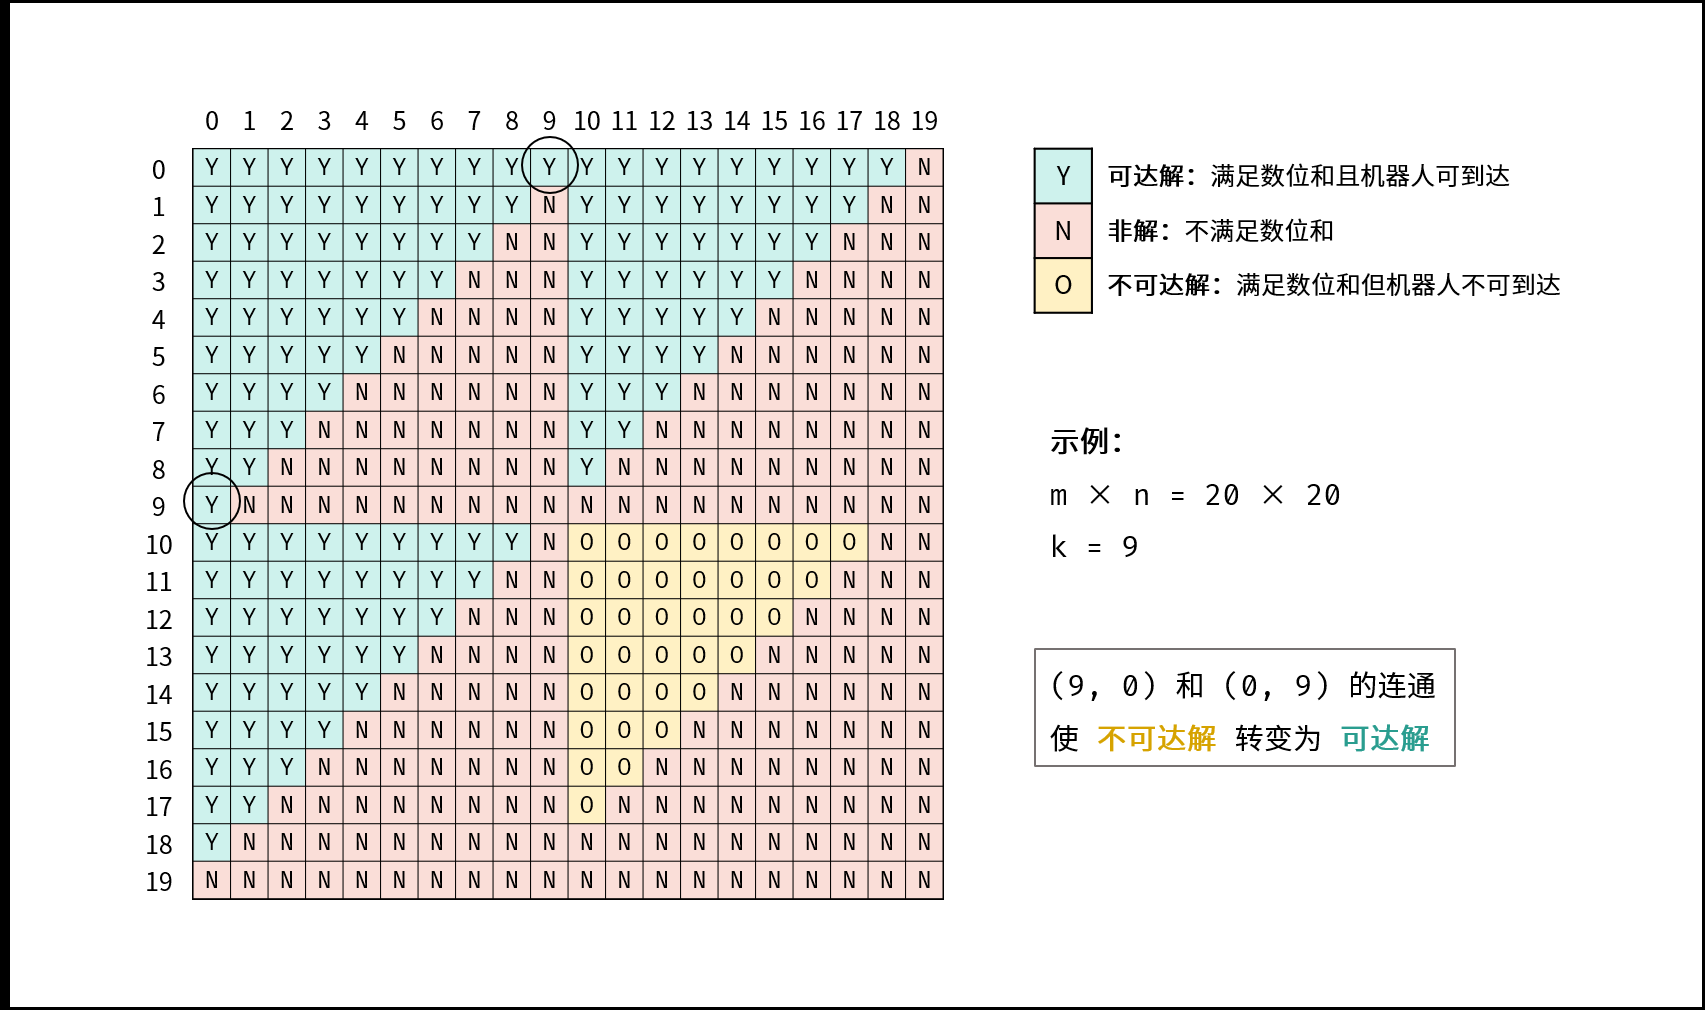 0 1 2 3 4 5 6 7 8 9 10 11 12 13 14 15 16 17 18 19
0 Y Y Y Y Y Y Y Y Y Y Y Y Y Y Y Y Y Y Y N
1 Y Y Y Y Y Y Y Y Y N Y Y Y Y Y Y Y Y N N
2 Y Y Y Y Y Y Y Y N N Y Y Y Y Y Y Y N N N
3 Y Y Y Y Y Y Y N N N Y Y Y Y Y Y N N N N
4 Y Y Y Y Y Y N N N N Y Y Y Y Y N N N N N
5 Y Y Y Y Y N N N N N Y Y Y Y N N N N N N
6 Y Y Y Y N N N N N N Y Y Y N N N N N N N
7 Y Y Y N N N N N N N Y Y N N N N N N N N
8 Y Y N N N N N N N N Y N N N N N N N N N
9 Y N N N N N N N N N N N N N N N N N N N
10 Y Y Y Y Y Y Y Y Y N O O O O O O O O N N
11 Y Y Y Y Y Y Y Y N N O O O O O O O N N N
12 Y Y Y Y Y Y Y N N N O O O O O O N N N N
13 Y Y Y Y Y Y N N N N O O O O O N N N N N
14 Y Y Y Y Y N N N N N O O O O N N N N N N
15 Y Y Y Y N N N N N N O O O N N N N N N N
16 Y Y Y N N N N N N N O O N N N N N N N N
17 Y Y N N N N N N N N O N N N N N N N N N
18 Y N N N N N N N N N N N N N N N N N N N
19 N N N N N N N N N N N N N N N N N N N N
Y 可达解：满足数位和且机器人可到达
N 非解：不满足数位和
O 不可达解：满足数位和但机器人不可到达
示例：
m × n = 20 × 20
k = 9
(9, 0) 和 (0, 9) 的连通
使 不可达解 转变为 可达解